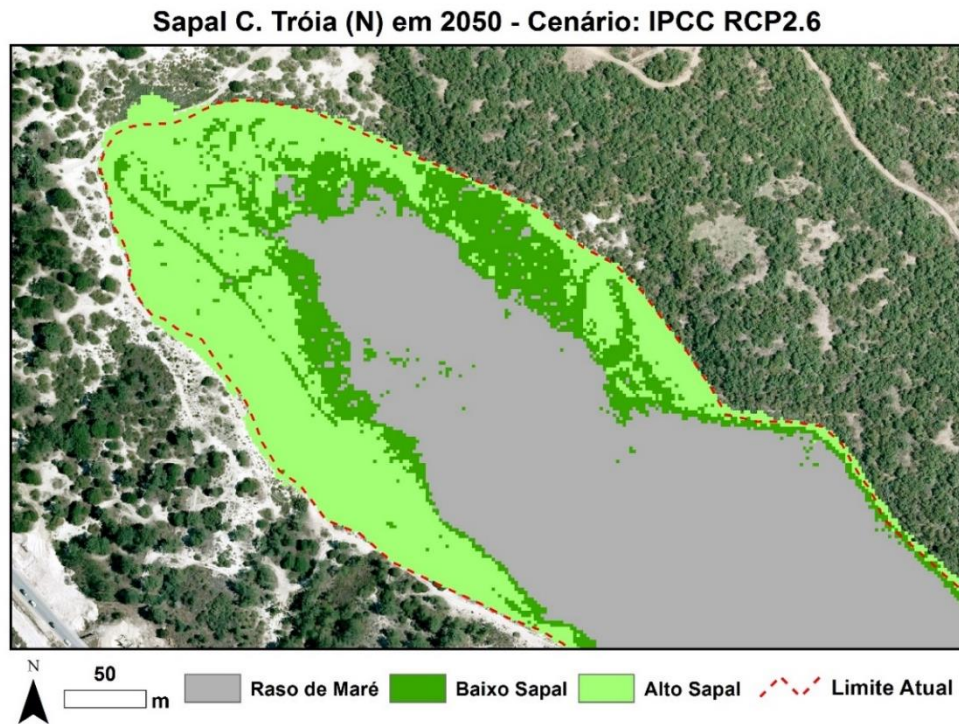 Sapal C. Tróia (N) em 2050 - Cenário: IPCC RCP2.6
N
50
m
Raso de Maré
Baixo Sapal
Alto Sapal
Limite Atual